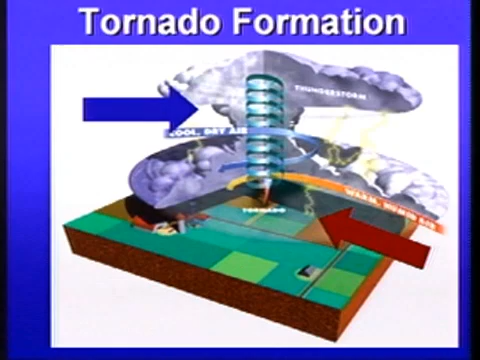 Tornado Formation
THUNDERSTORM
COOL, DRY AIR
TORNADO
WARM, HUMID AIR